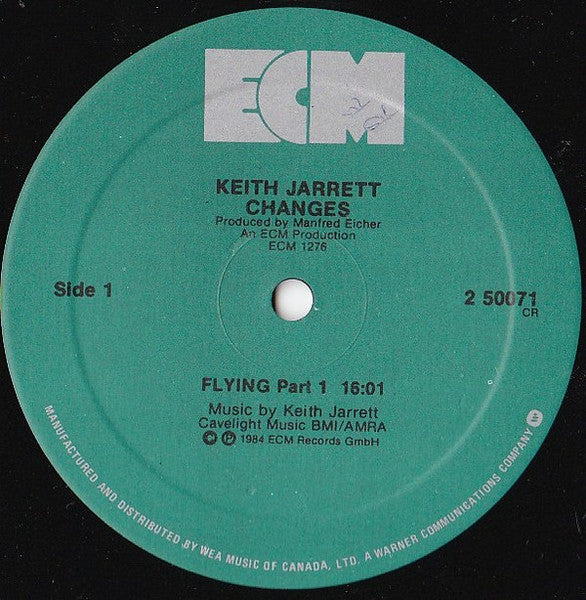 ECM
KEITH JARRETT
CHANGES
Produced by Manfred Eicher
An ECM Production
ECM 1276
Side 1
2 50071
CR
FLYING Part 1 16:01
Music by Keith Jarrett
Cavelight Music BMI/AMRA
© ℗ 1984 ECM Records GmbH
MANUFACTURED AND DISTRIBUTED BY WEA MUSIC OF CANADA, LTD. A WARNER COMMUNICATIONS COMPANY